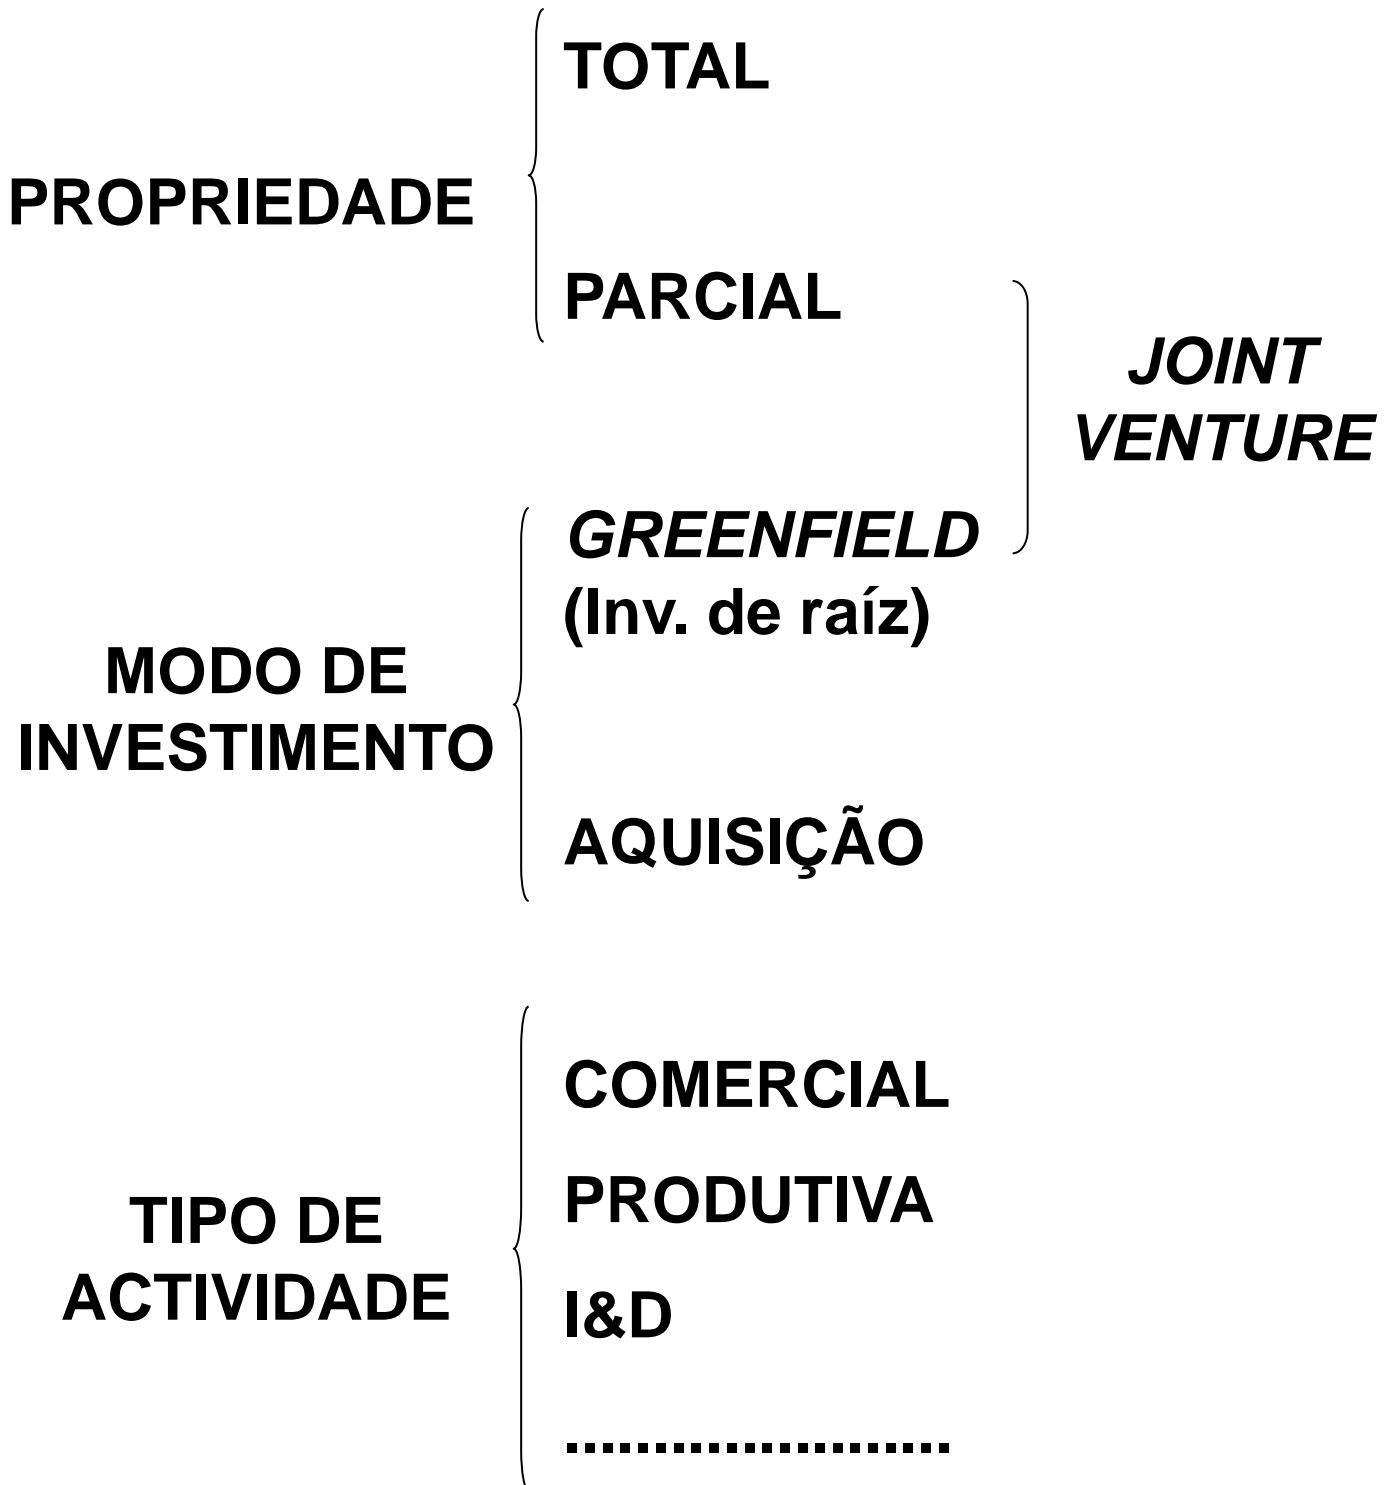 TOTAL
PROPRIEDADE
PARCIAL
JOINT
VENTURE
GREENFIELD
(Inv. de raíz)
MODO DE
INVESTIMENTO
AQUISIÇÃO
COMERCIAL
PRODUTIVA
TIPO DE
ACTIVIDADE
I&D
......................